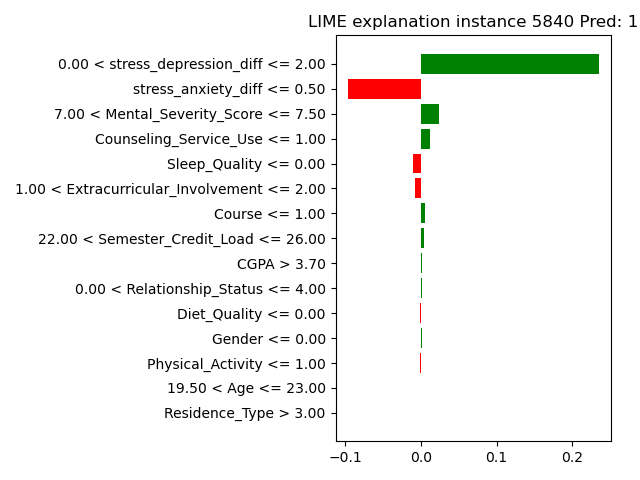 LIME explanation instance 5840 Pred: 1
0.00 < stress_depression_diff <= 2.00
stress_anxiety_diff <= 0.50
7.00 < Mental_Severity_Score <= 7.50
Counseling_Service_Use <= 1.00
Sleep_Quality <= 0.00
1.00 < Extracurricular_Involvement <= 2.00
Course <= 1.00
22.00 < Semester_Credit_Load <= 26.00
CGPA > 3.70
0.00 < Relationship_Status <= 4.00
Diet_Quality <= 0.00
Gender <= 0.00
Physical_Activity <= 1.00
19.50 < Age <= 23.00
Residence_Type > 3.00
−0.1 0.0 0.1 0.2